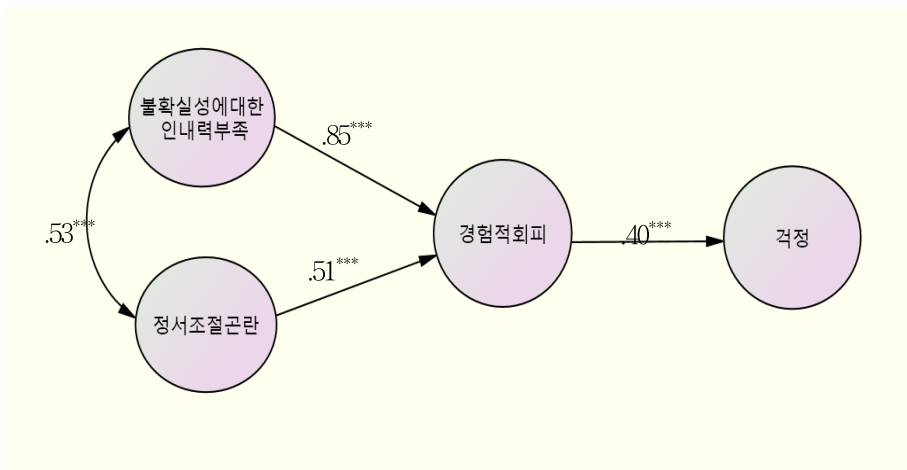 불확실성에대한
인내력부족
.85***
.53***
경험적회피
.40***
걱정
.51***
정서조절곤란